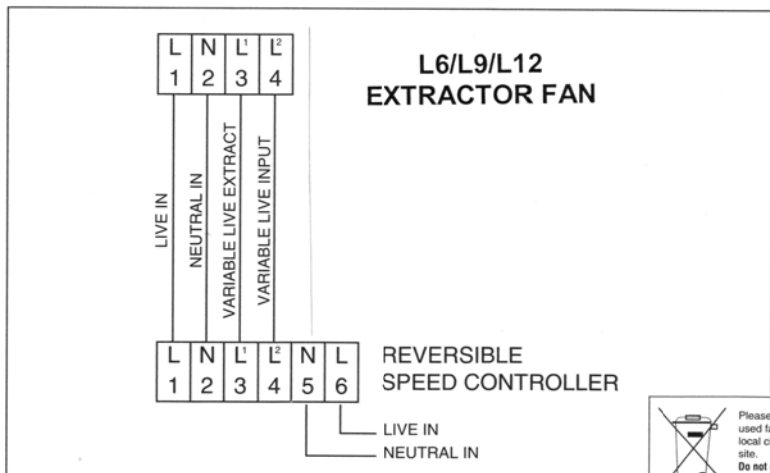 L N L¹ L²
1 2 3 4
L6/L9/L12
EXTRACTOR FAN
LIVE IN
NEUTRAL IN
VARIABLE LIVE EXTRACT
VARIABLE LIVE INPUT
L N L¹ L² N L
1 2 3 4 5 6
REVERSIBLE
SPEED CONTROLLER
LIVE IN
NEUTRAL IN
Please
used fa
local ci
site.
Do not